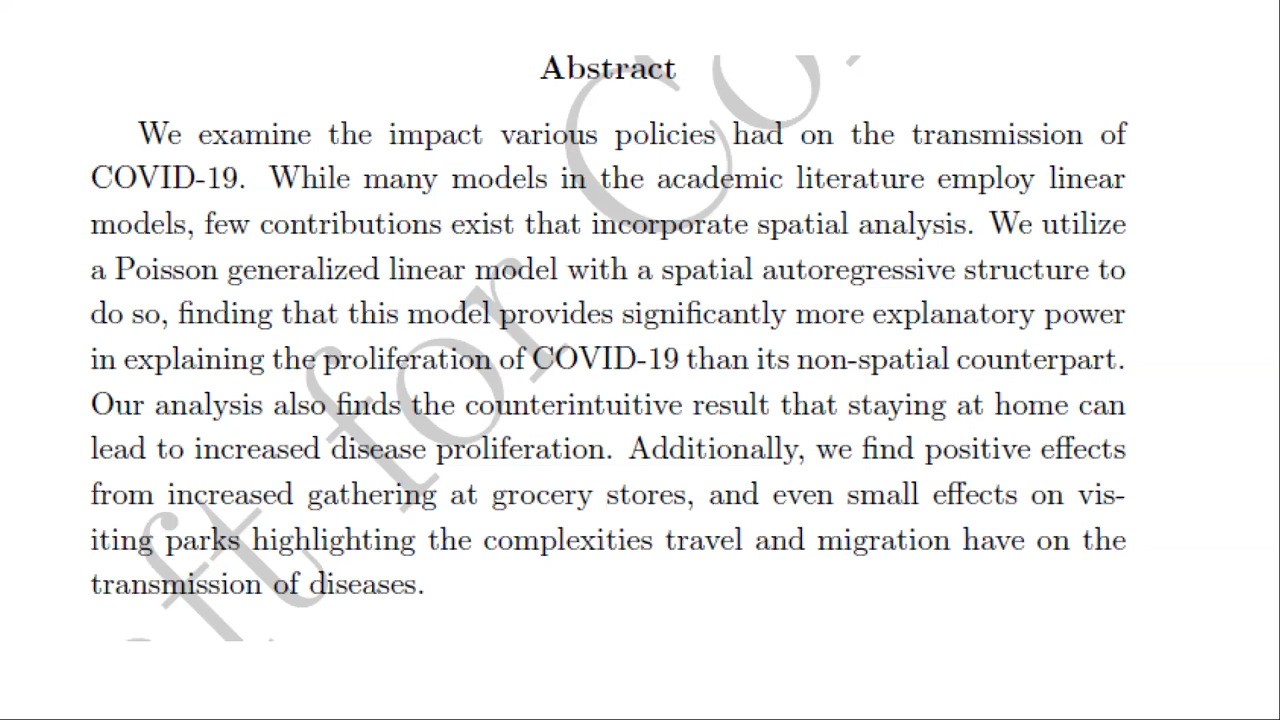 Abstract
We examine the impact various policies had on the transmission of
COVID-19. While many models in the academic literature employ linear
models, few contributions exist that incorporate spatial analysis. We utilize
a Poisson generalized linear model with a spatial autoregressive structure to
do so, finding that this model provides significantly more explanatory power
in explaining the proliferation of COVID-19 than its non-spatial counterpart.
Our analysis also finds the counterintuitive result that staying at home can
lead to increased disease proliferation. Additionally, we find positive effects
from increased gathering at grocery stores, and even small effects on vis-
iting parks highlighting the complexities travel and migration have on the
transmission of diseases.
ft for Co